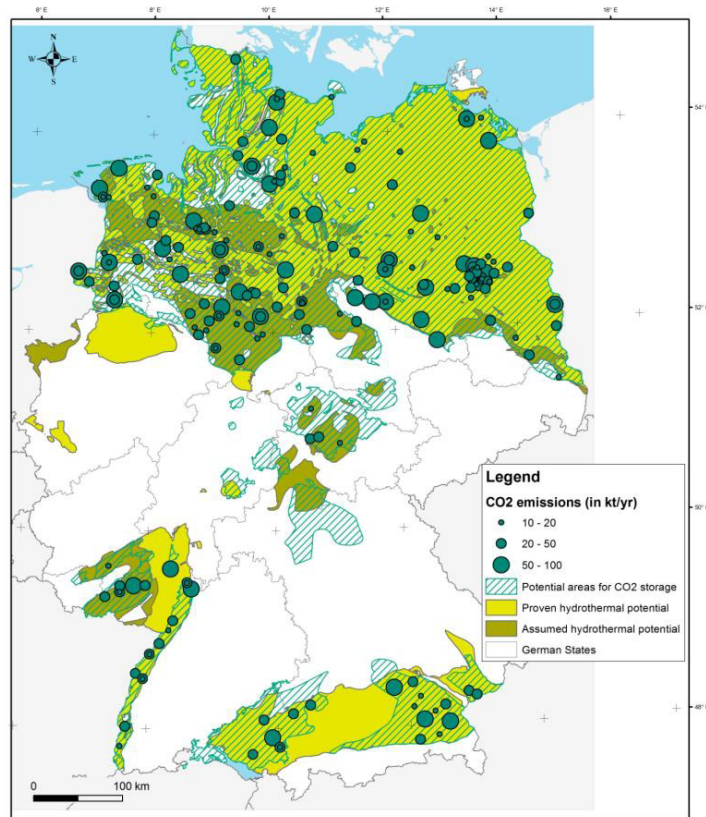 6°E 8°E 10°E 12°E 14°E 16°E
N
W E
S
54°N
52°N
Legend
CO2 emissions (in kt/yr)
10 - 20
20 - 50
50 - 100
50°N
Potential areas for CO2 storage
Proven hydrothermal potential
Assumed hydrothermal potential
German States
48°N
0 100 km